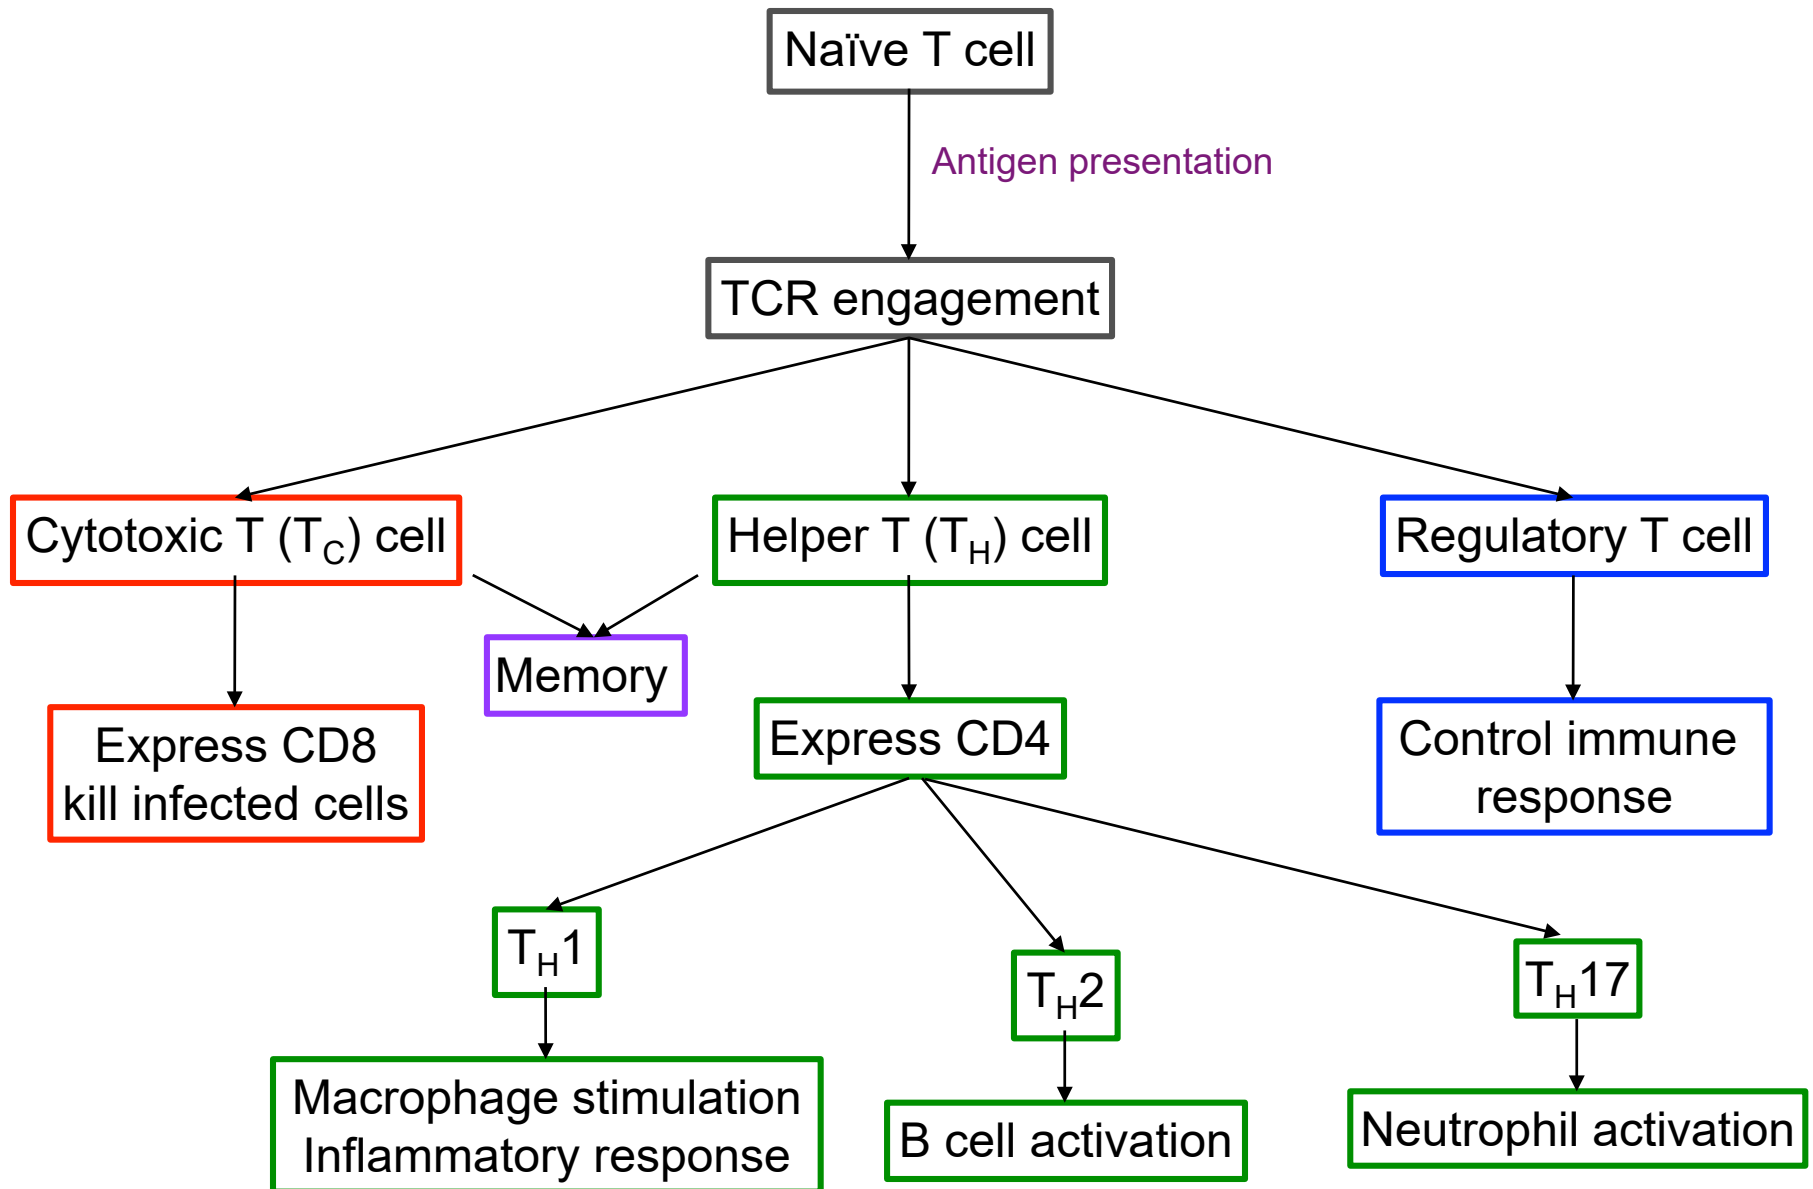 Naïve T cell
Antigen presentation
TCR engagement
Cytotoxic T (TC) cell
Helper T (TH) cell
Regulatory T cell
Memory
Express CD8
kill infected cells
Express CD4
Control immune
response
TH1
TH2
TH17
Macrophage stimulation
Inflammatory response
B cell activation
Neutrophil activation